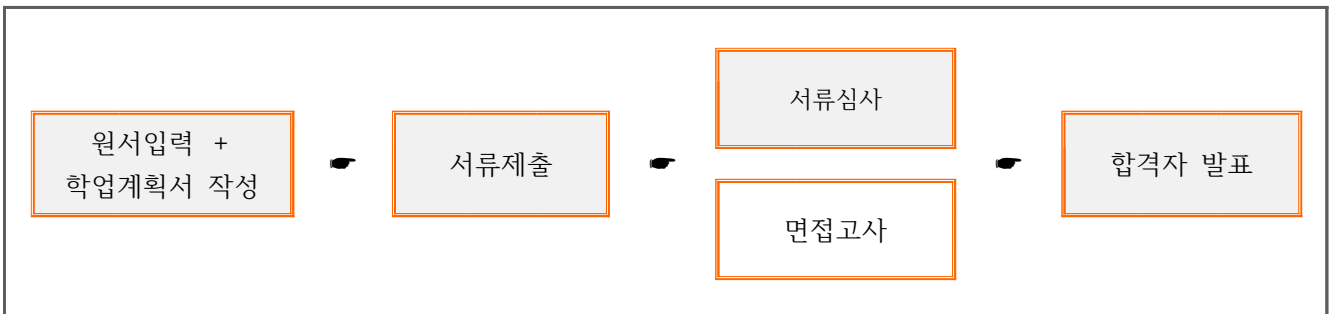 원서입력 +
학업계획서 작성
☛
서류제출
☛
서류심사
면접고사
☛
합격자 발표